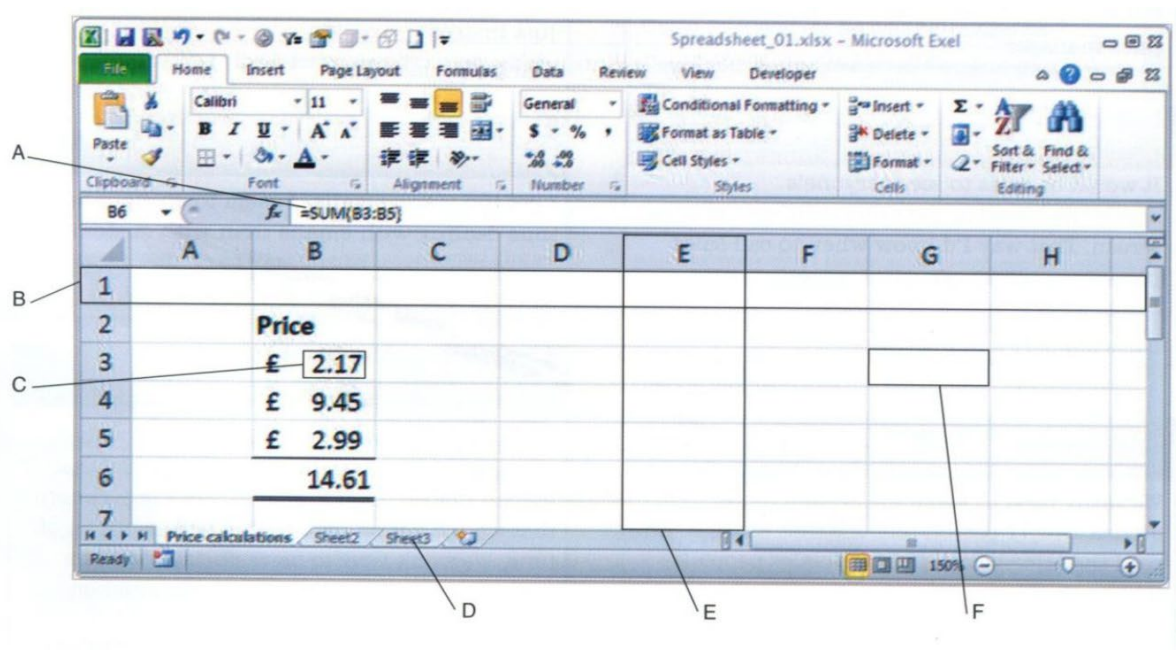 Spreadsheet_01.xlsx - Microsoft Exel
File Home Insert Page Layout Formulas Data Review View Developer
Calibri 11 General Conditional Formatting Insert Σ
B I U A A $ % , Format as Table Delete
Paste Cell Styles Format Sort & Filter Find & Select
Clipboard Font Alignment Number Styles Cells Editing
A
B6 fx =SUM(B3:B5)
A B C D E F G H
B
1
2 Price
3 £ 2.17
C
4 £ 9.45
5 £ 2.99
6 14.61
7
Price calculations Sheet2 Sheet3
Ready 150%
D E F